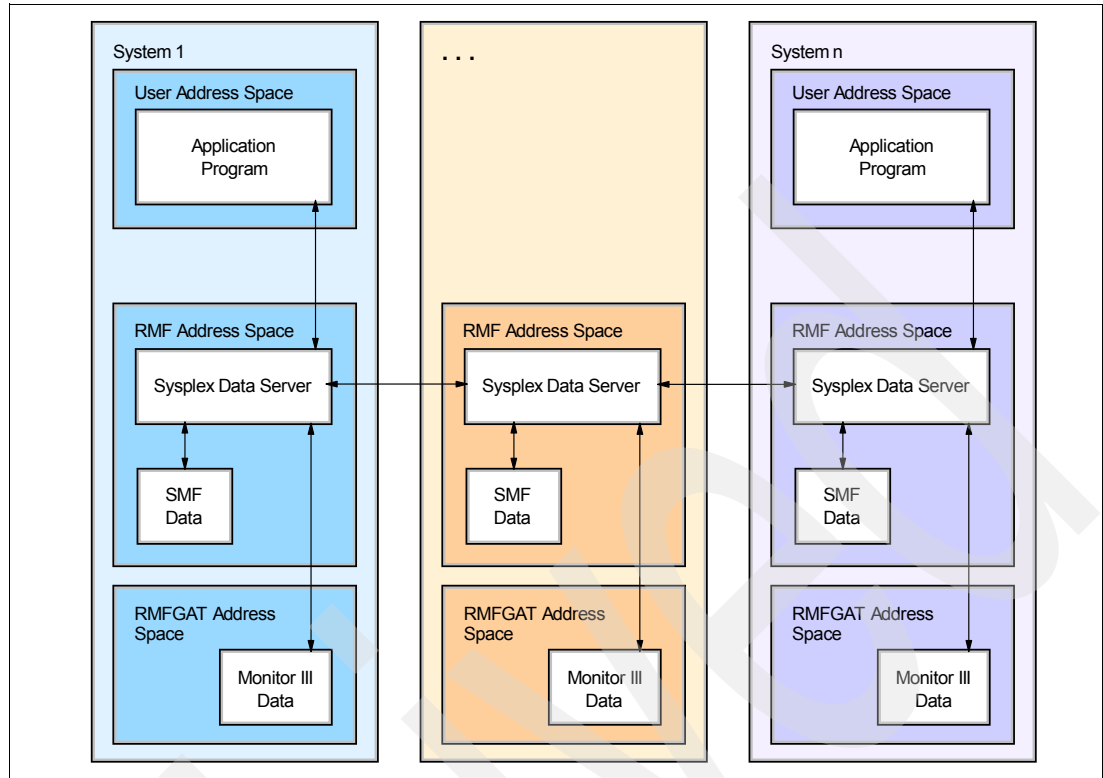 System 1
User Address Space
Application
Program
RMF Address Space
Sysplex Data Server
SMF
Data
RMFGAT Address
Space
Monitor III
Data
. . .
RMF Address Space
Sysplex Data Server
SMF
Data
RMFGAT Address
Space
Monitor III
Data
System n
User Address Space
Application
Program
RMF Address Space
Sysplex Data Server
SMF
Data
RMFGAT Address
Space
Monitor III
Data